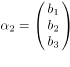 α₂ = (b₁
b₂
b₃)